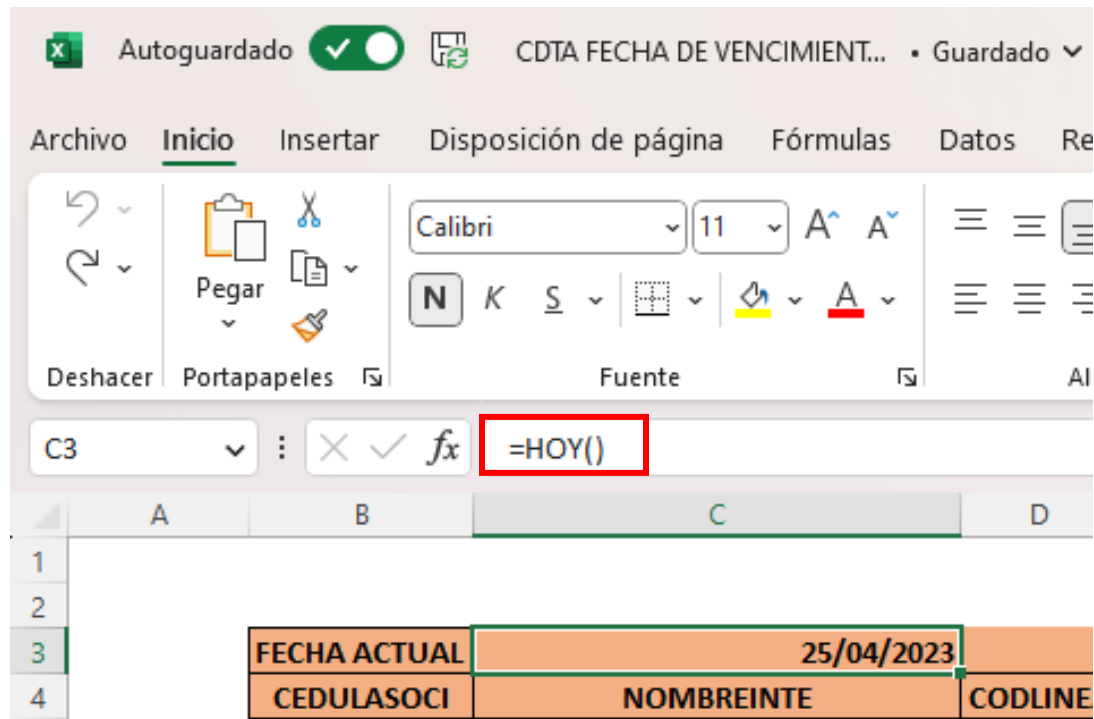 Autoguardado CDTA FECHA DE VENCIMIENT... • Guardado
Archivo Inicio Insertar Disposición de página Fórmulas Datos Re
Calibri 11 A A
Pegar N K S A
Deshacer Portapapeles Fuente Al
C3 fx =HOY()
A B C D
1
2
3 FECHA ACTUAL 25/04/2023
4 CEDULASOCI NOMBREINTE CODLINE